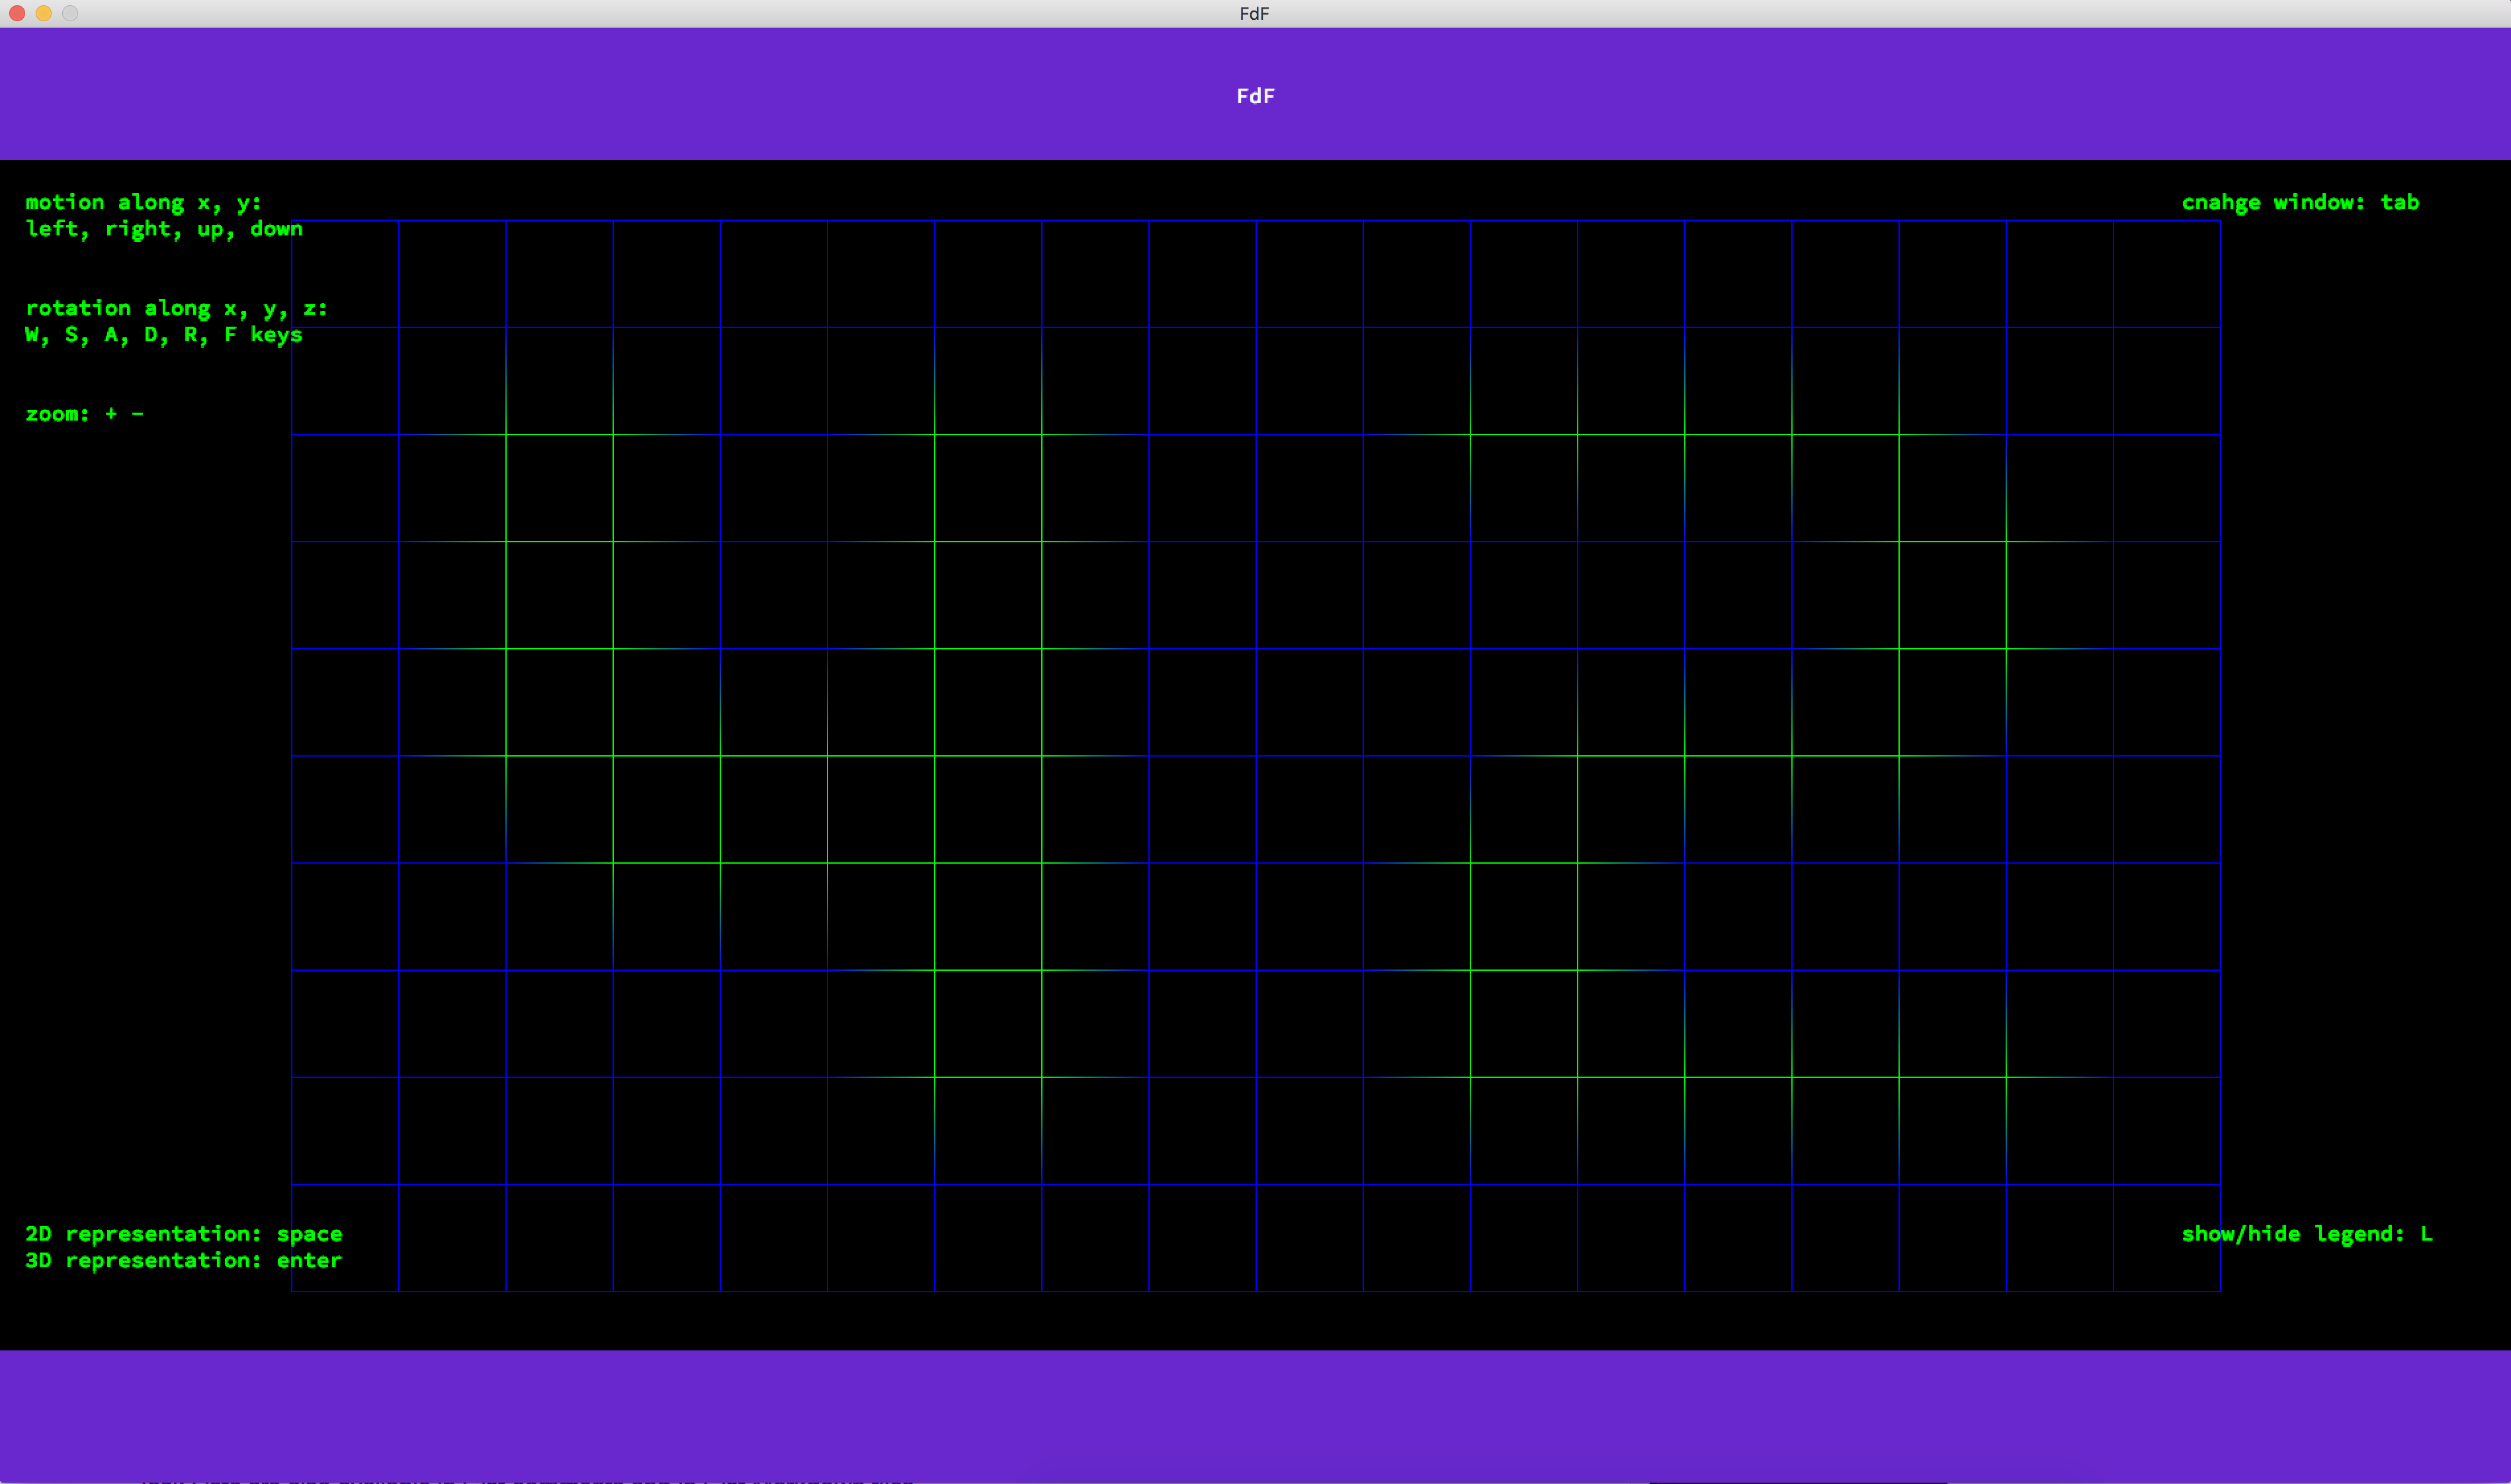 FdF
FdF
motion along x, y:
left, right, up, down
cnahge window: tab
rotation along x, y, z:
W, S, A, D, R, F keys
zoom: + -
2D representation: space
3D representation: enter
show/hide legend: L